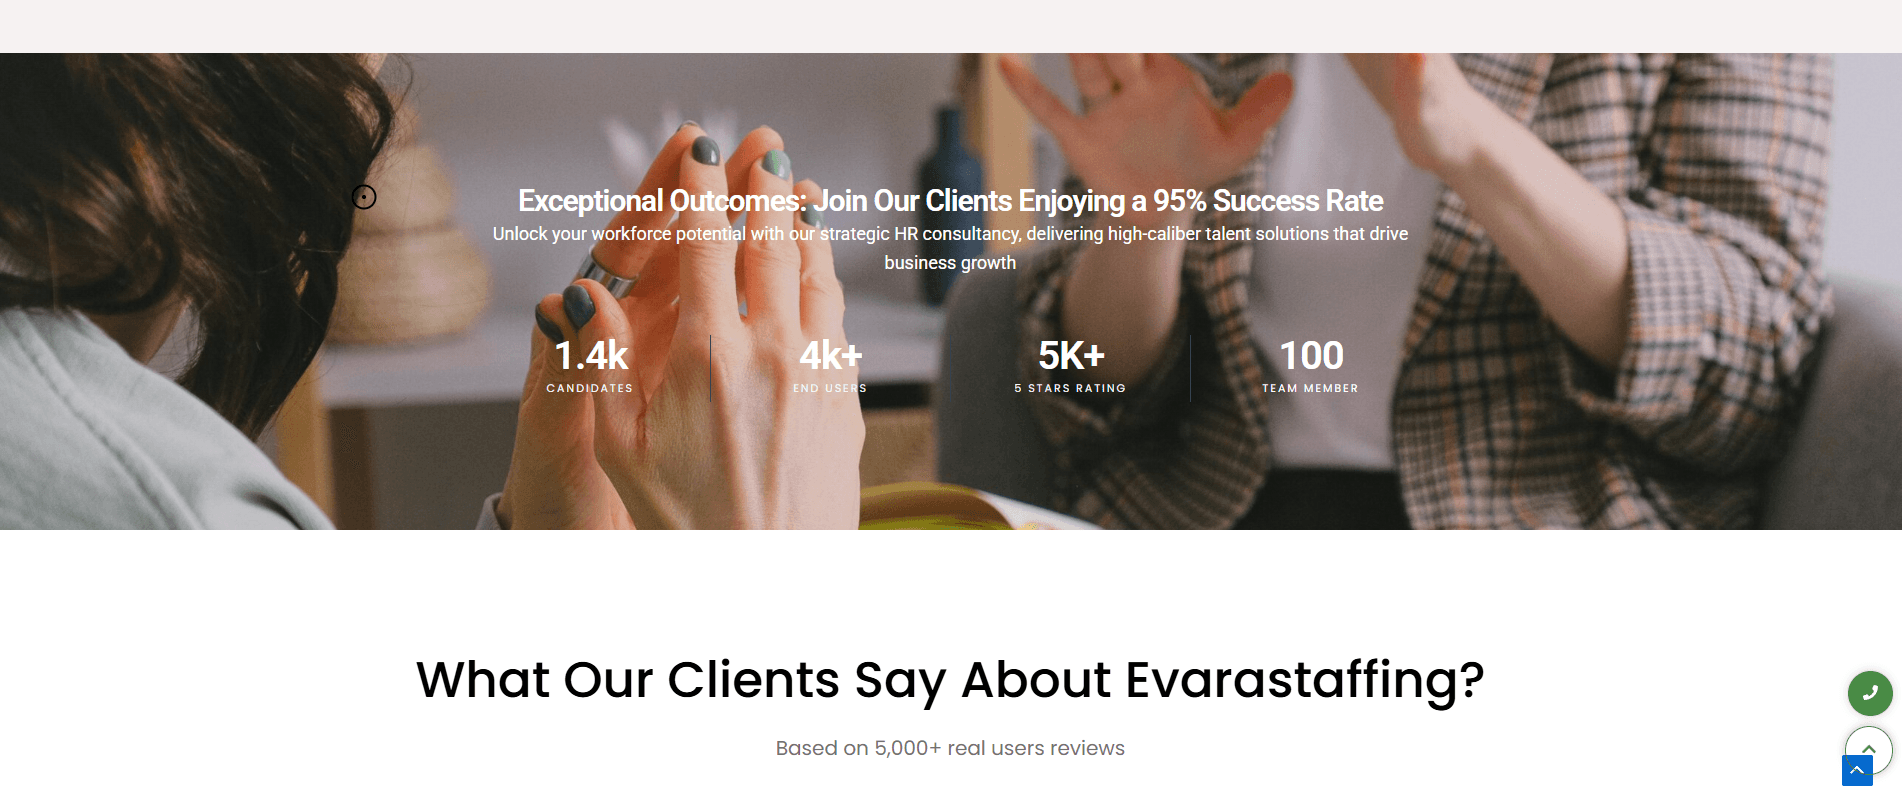 Exceptional Outcomes: Join Our Clients Enjoying a 95% Success Rate
Unlock your workforce potential with our strategic HR consultancy, delivering high-caliber talent solutions that drive
business growth
1.4k
CANDIDATES
4k+
END USERS
5K+
5 STARS RATING
100
TEAM MEMBER
What Our Clients Say About Evarastaffing?
Based on 5,000+ real users reviews